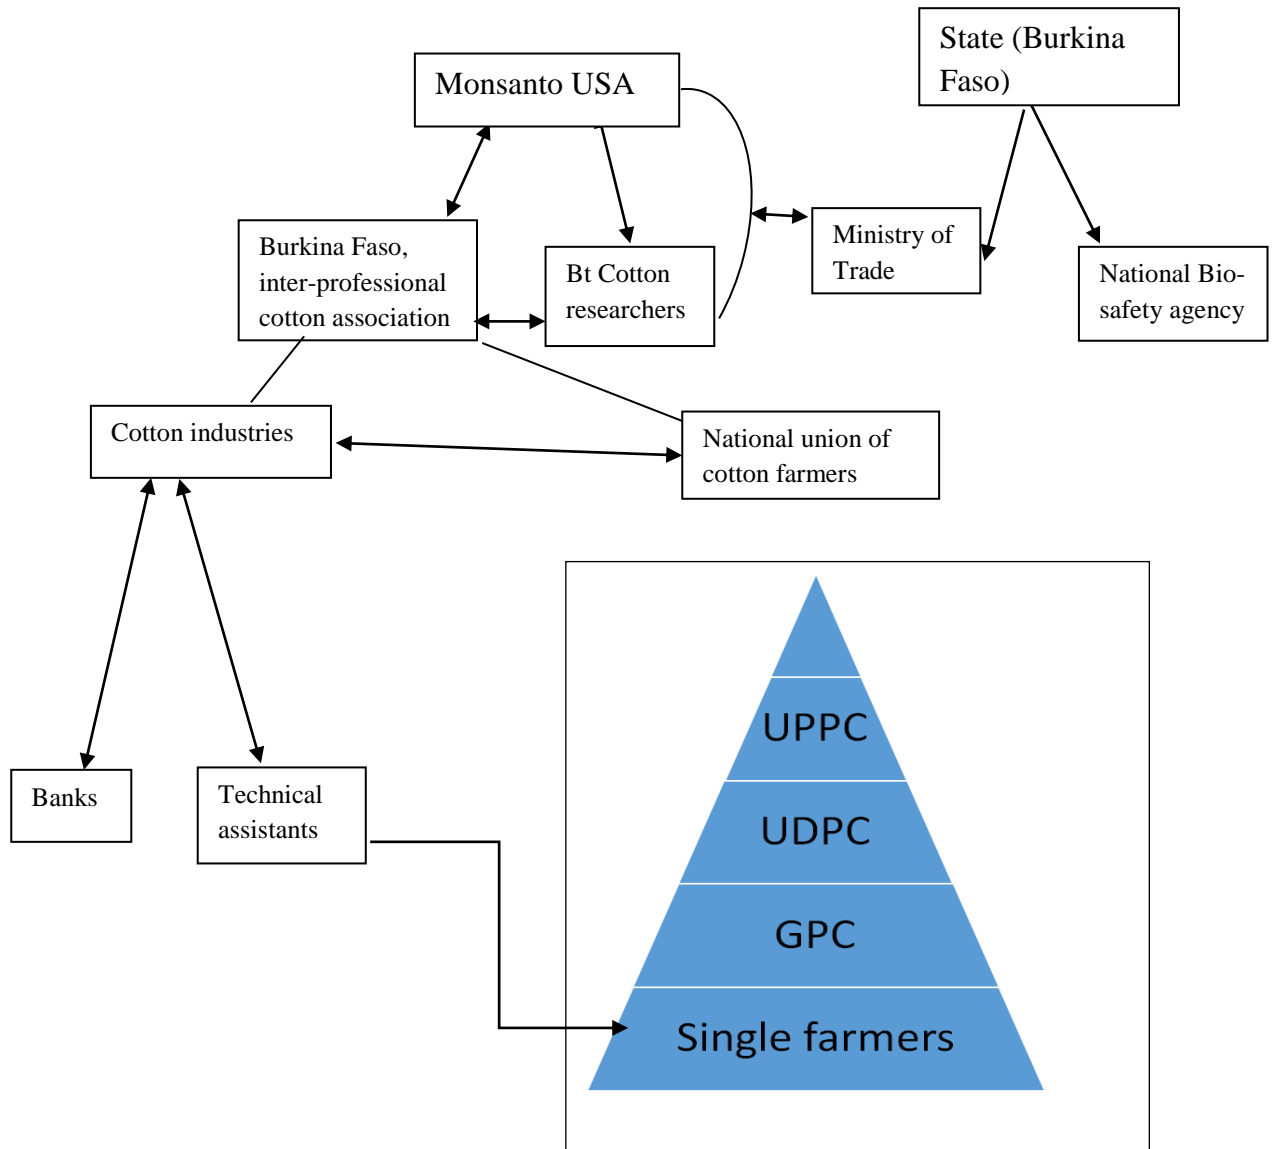 State (Burkina
Faso)
Monsanto USA
Burkina Faso,
inter-professional
cotton association
Bt Cotton
researchers
Ministry of
Trade
National Bio-
safety agency
Cotton industries
National union of
cotton farmers
Banks
Technical
assistants
UPPC
UDPC
GPC
Single farmers